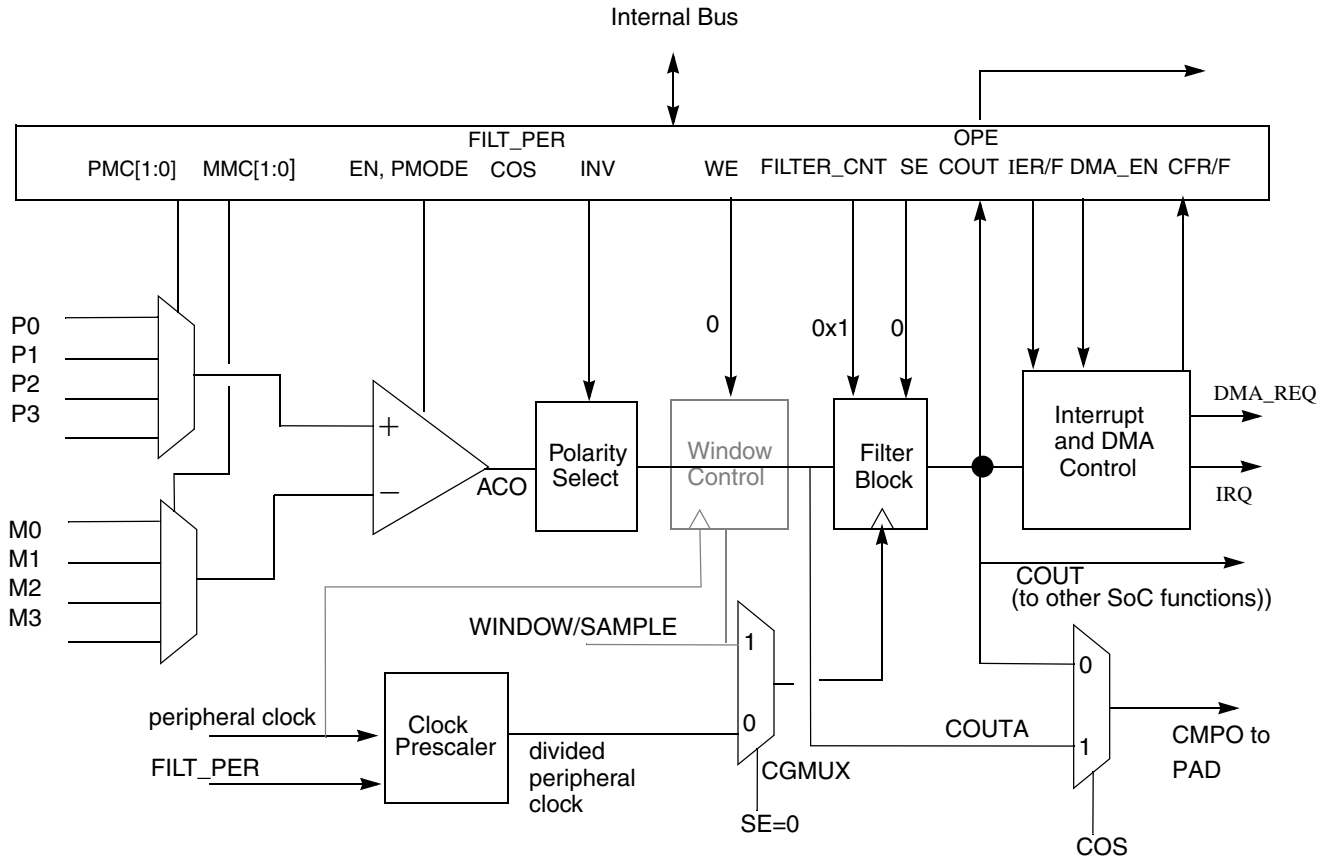 Internal Bus
FILT_PER
OPE
PMC[1:0] MMC[1:0] EN, PMODE COS INV WE FILTER_CNT SE COUT IER/F DMA_EN CFR/F
P0
P1
P2
P3
0
0x1
0
+
−
ACO
Polarity
Select
Window
Control
Filter
Block
Interrupt
and DMA
Control
DMA_REQ
IRQ
M0
M1
M2
M3
COUT
(to other SoC functions))
WINDOW/SAMPLE
1
0
peripheral clock
FILT_PER
Clock
Prescaler
divided
peripheral
clock
CGMUX
SE=0
COUTA
0
1
CMPO to
PAD
COS